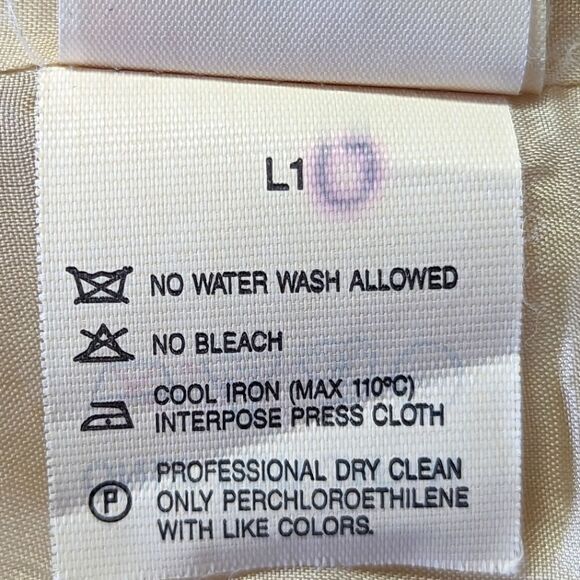 L1
NO WATER WASH ALLOWED
NO BLEACH
COOL IRON (MAX 110ºC)
INTERPOSE PRESS CLOTH
P
PROFESSIONAL DRY CLEAN
ONLY PERCHLOROETHILENE
WITH LIKE COLORS.